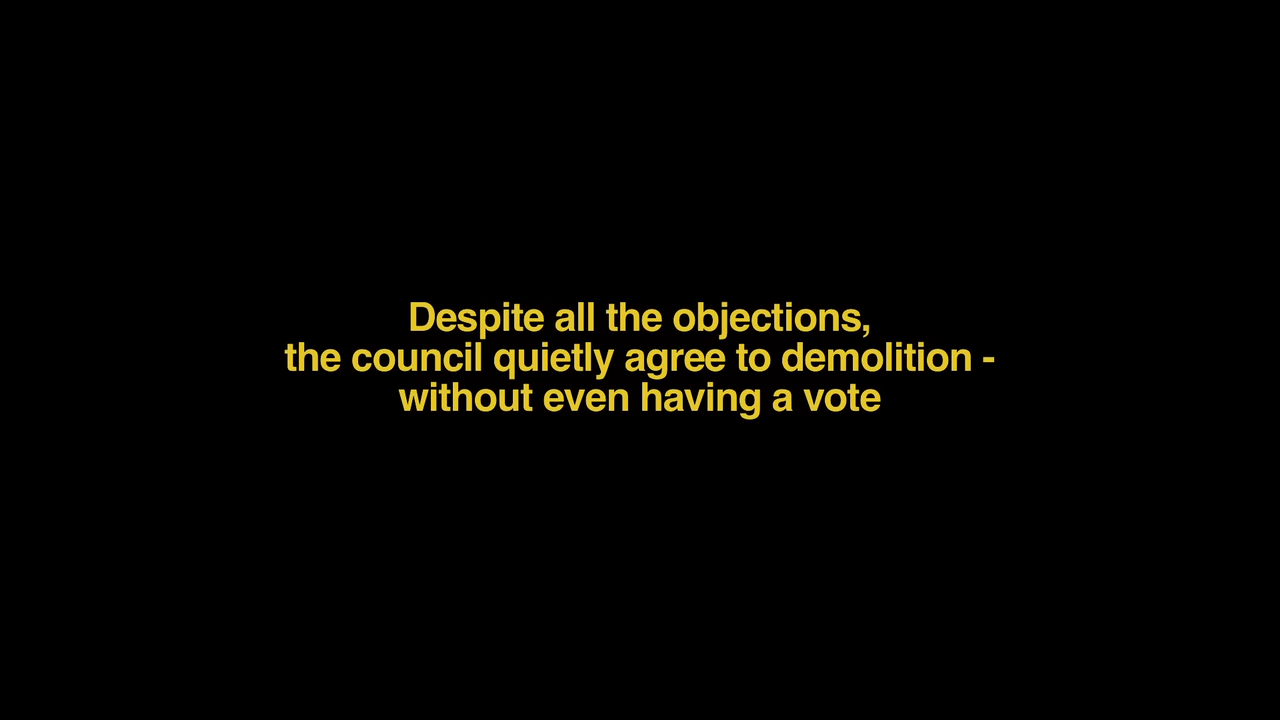 Despite all the objections,
the council quietly agree to demolition -
without even having a vote